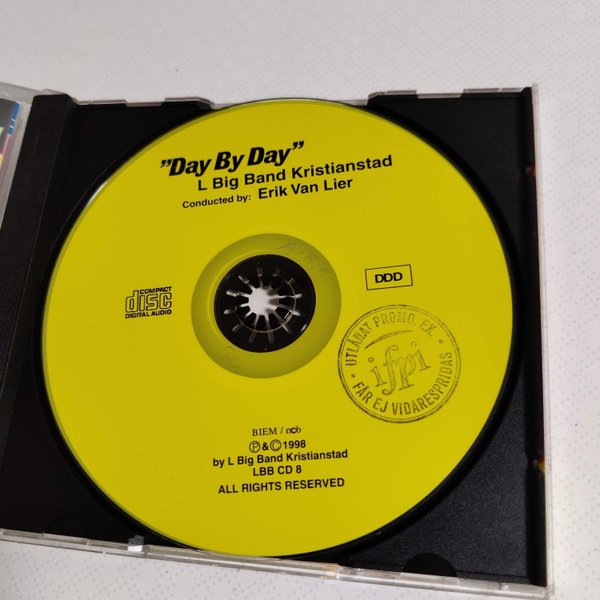 "Day By Day"
L Big Band Kristianstad
Conducted by: Erik Van Lier
COMPACT
disc
DIGITAL AUDIO
DDD
UTLÅNAT PROMO. EX.
ifpi
FÅR EJ VIDARESPRIDAS
BIEM / ncb
Ⓟ&©1998
by L Big Band Kristianstad
LBB CD 8
ALL RIGHTS RESERVED